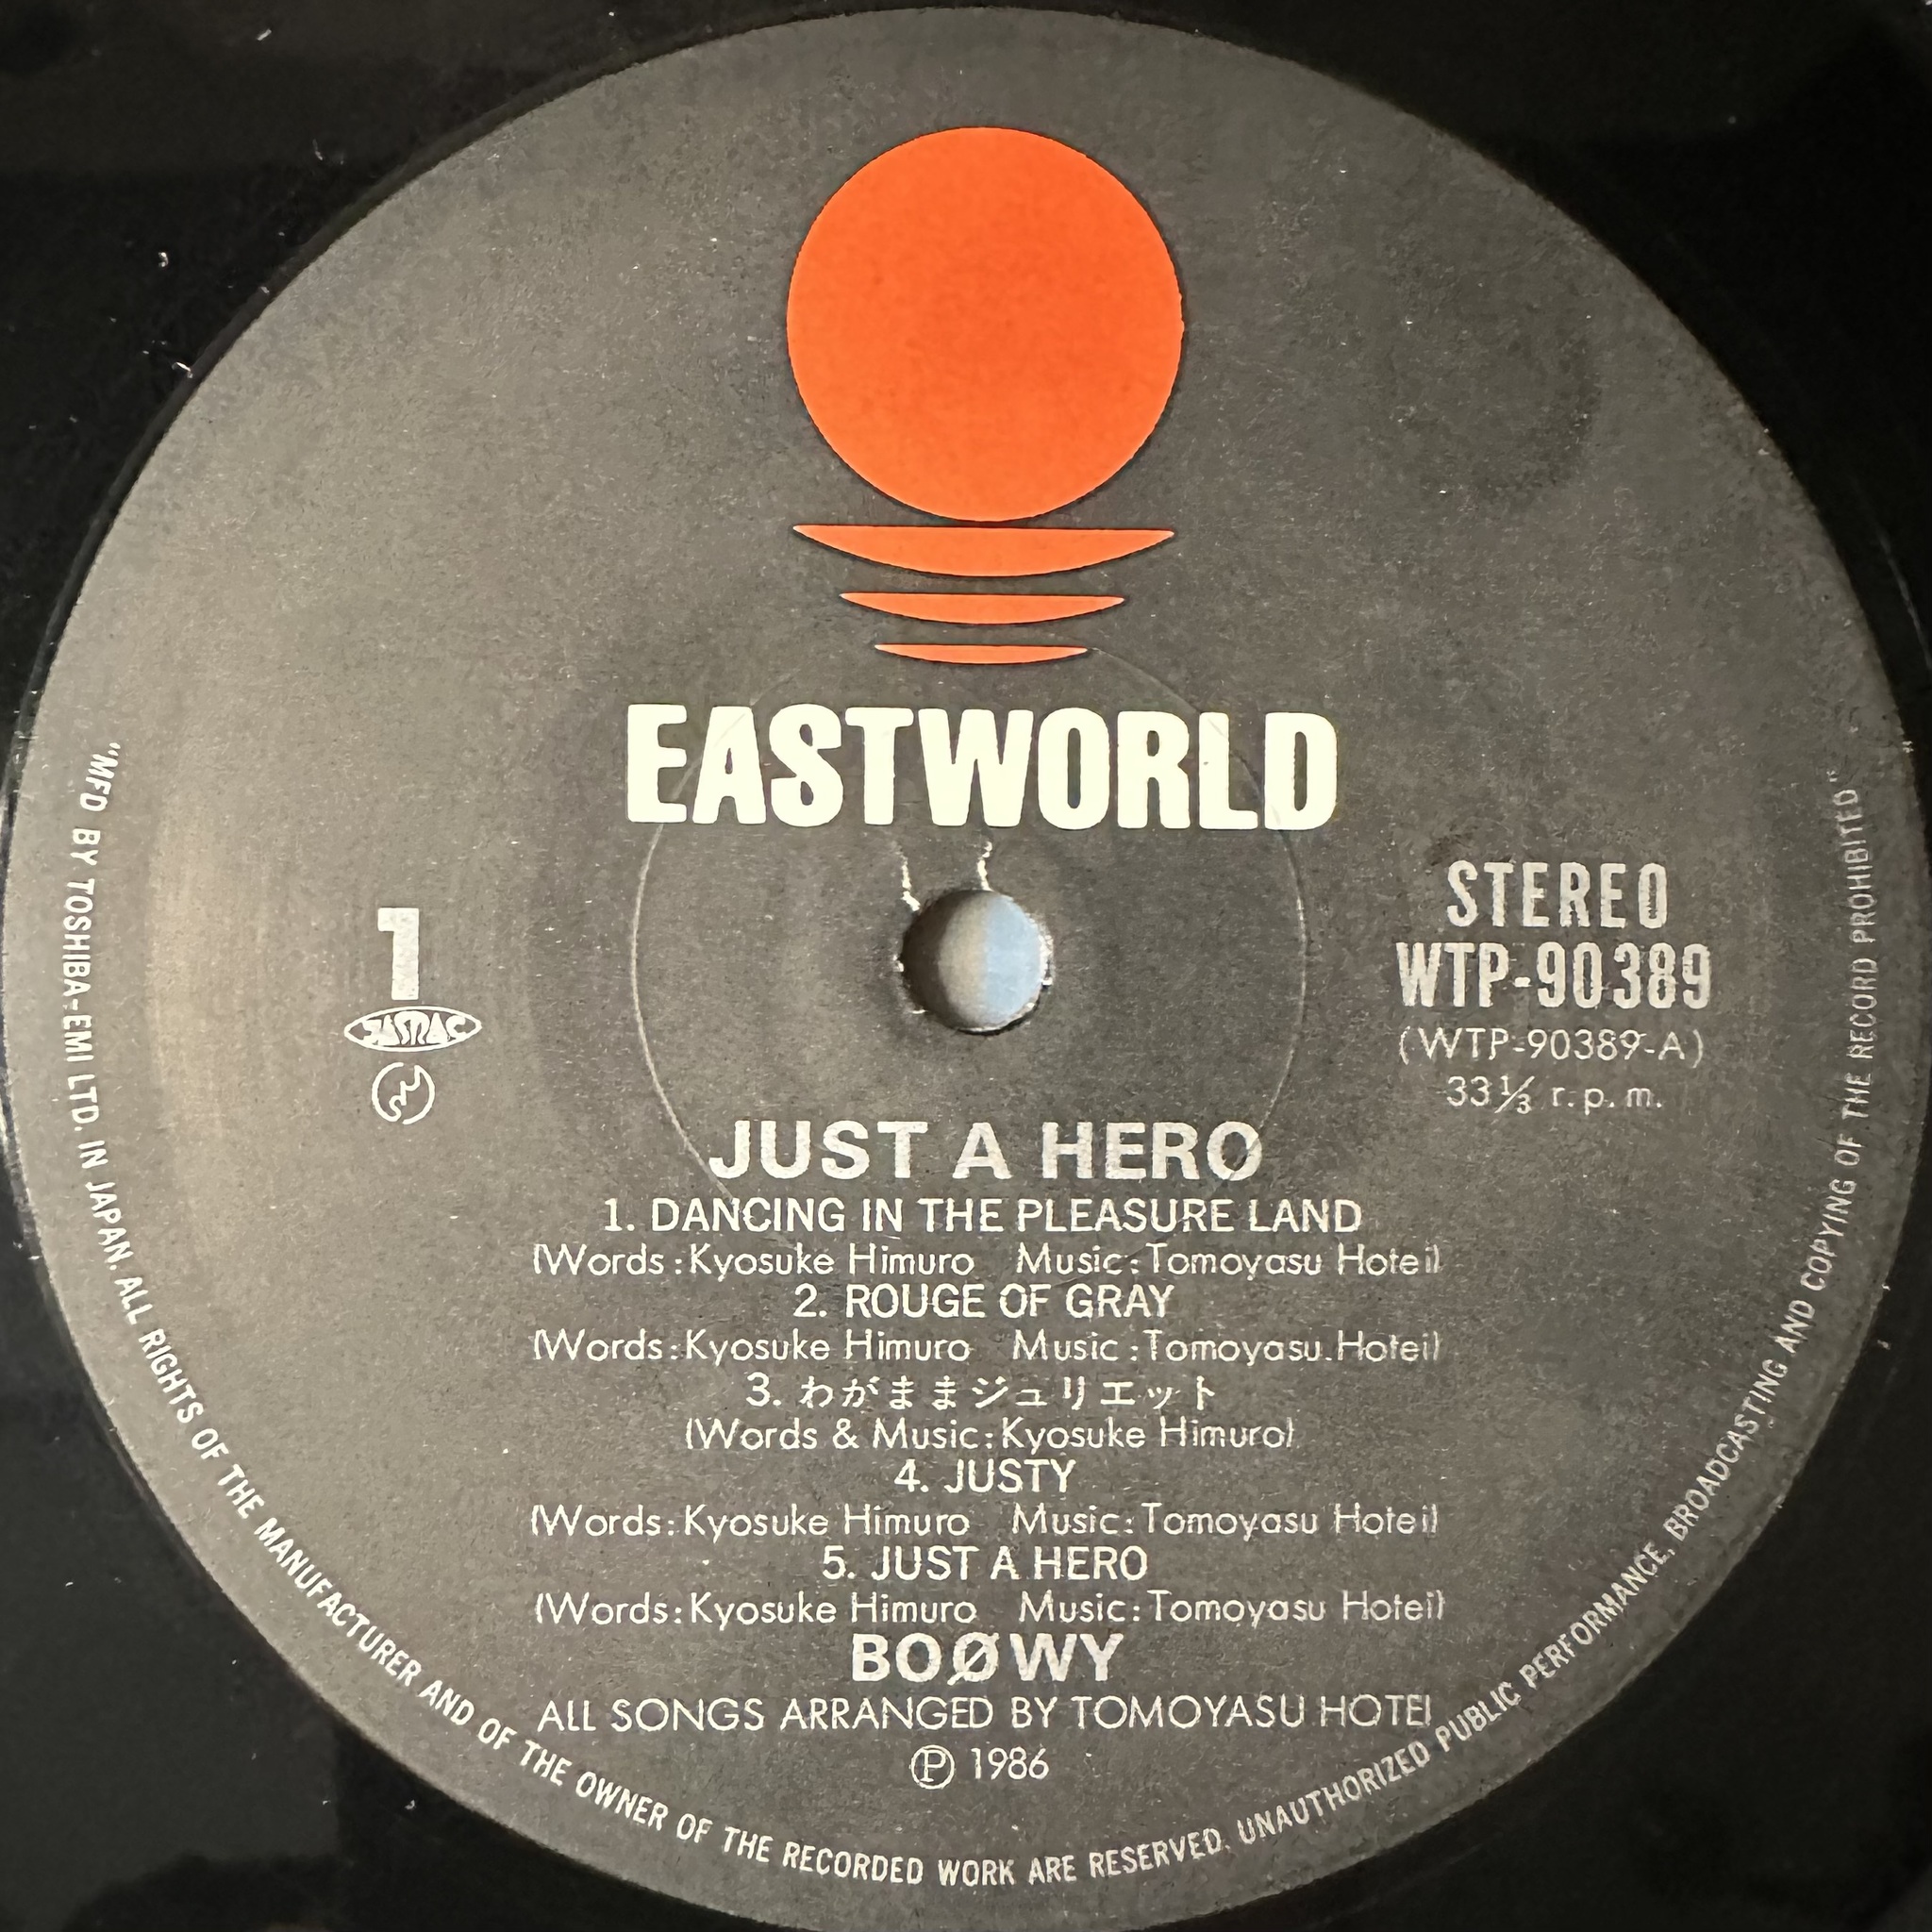 EASTWORLD
1
JASRAC
STEREO
WTP-90389
(WTP-90389-A)
33⅓ r.p.m.
JUST A HERO
1. DANCING IN THE PLEASURE LAND
(Words:Kyosuke Himuro Music:Tomoyasu Hotei)
2. ROUGE OF GRAY
(Words:Kyosuke Himuro Music:Tomoyasu Hotei)
3. わがままジュリエット
(Words & Music:Kyosuke Himuro)
4. JUSTY
(Words:Kyosuke Himuro Music:Tomoyasu Hotei)
5. JUST A HERO
(Words:Kyosuke Himuro Music:Tomoyasu Hotei)
BOØWY
ALL SONGS ARRANGED BY TOMOYASU HOTEI
Ⓟ 1986
"MFD BY TOSHIBA-EMI LTD. IN JAPAN. ALL RIGHTS OF THE MANUFACTURER AND OF THE OWNER OF THE RECORDED WORK ARE RESERVED. UNAUTHORIZED PUBLIC PERFORMANCE, BROADCASTING AND COPYING OF THE RECORD PROHIBITED"